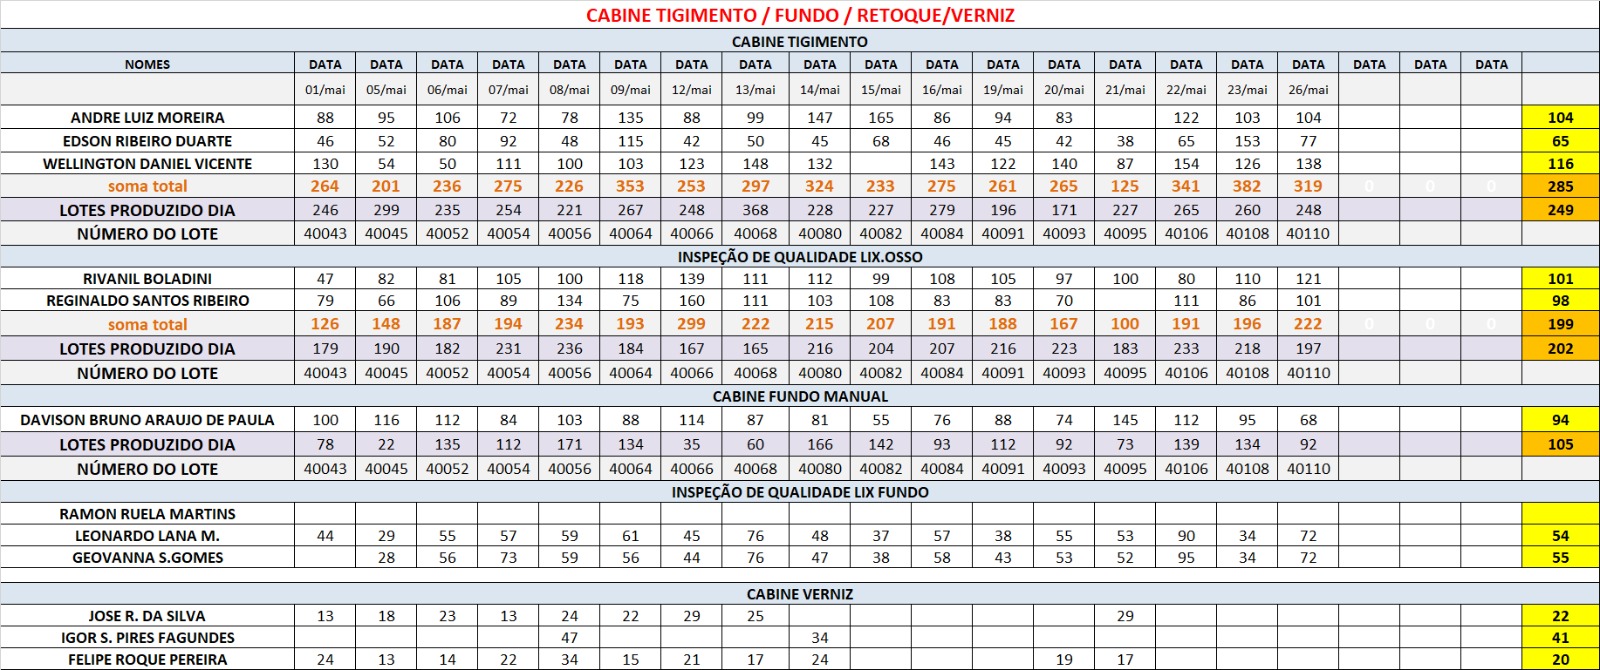 CABINE TIGIMENTO / FUNDO / RETOQUE/VERNIZ
CABINE TIGIMENTO
NOMES DATA DATA DATA DATA DATA DATA DATA DATA DATA DATA DATA DATA DATA DATA DATA DATA DATA DATA DATA DATA
01/mai 05/mai 06/mai 07/mai 08/mai 09/mai 12/mai 13/mai 14/mai 15/mai 16/mai 19/mai 20/mai 21/mai 22/mai 23/mai 26/mai
ANDRE LUIZ MOREIRA 88 95 106 72 78 135 88 99 147 165 86 94 83 122 103 104 104
EDSON RIBEIRO DUARTE 46 52 80 92 48 115 42 50 45 68 46 45 42 38 65 153 77 65
WELLINGTON DANIEL VICENTE 130 54 50 111 100 103 123 148 132 143 122 140 87 154 126 138 116
soma total 264 201 236 275 226 353 253 297 324 233 275 261 265 125 341 382 319 0 0 0 285
LOTES PRODUZIDO DIA 246 299 235 254 221 267 248 368 228 227 279 196 171 227 265 260 248 249
NÚMERO DO LOTE 40043 40045 40052 40054 40056 40064 40066 40068 40080 40082 40084 40091 40093 40095 40106 40108 40110
INSPEÇÃO DE QUALIDADE LIX.OSSO
RIVANIL BOLADINI 47 82 81 105 100 118 139 111 112 99 108 105 97 100 80 110 121 101
REGINALDO SANTOS RIBEIRO 79 66 106 89 134 75 160 111 103 108 83 83 70 111 86 101 98
soma total 126 148 187 194 234 193 299 222 215 207 191 188 167 100 191 196 222 0 0 0 199
LOTES PRODUZIDO DIA 179 190 182 231 236 184 167 165 216 204 207 216 223 183 233 218 197 202
NÚMERO DO LOTE 40043 40045 40052 40054 40056 40064 40066 40068 40080 40082 40084 40091 40093 40095 40106 40108 40110
CABINE FUNDO MANUAL
DAVISON BRUNO ARAUJO DE PAULA 100 116 112 84 103 88 114 87 81 55 76 88 74 145 112 95 68 94
LOTES PRODUZIDO DIA 78 22 135 112 171 134 35 60 166 142 93 112 92 73 139 134 92 105
NÚMERO DO LOTE 40043 40045 40052 40054 40056 40064 40066 40068 40080 40082 40084 40091 40093 40095 40106 40108 40110
INSPEÇÃO DE QUALIDADE LIX FUNDO
RAMON RUELA MARTINS
LEONARDO LANA M. 44 29 55 57 59 61 45 76 48 37 57 38 55 53 90 34 72 54
GEOVANNA S.GOMES 28 56 73 59 56 44 76 47 38 58 43 53 52 95 34 72 55
CABINE VERNIZ
JOSE R. DA SILVA 13 18 23 13 24 22 29 25 29 22
IGOR S. PIRES FAGUNDES 47 34 41
FELIPE ROQUE PEREIRA 24 13 14 22 34 15 21 17 24 19 17 20